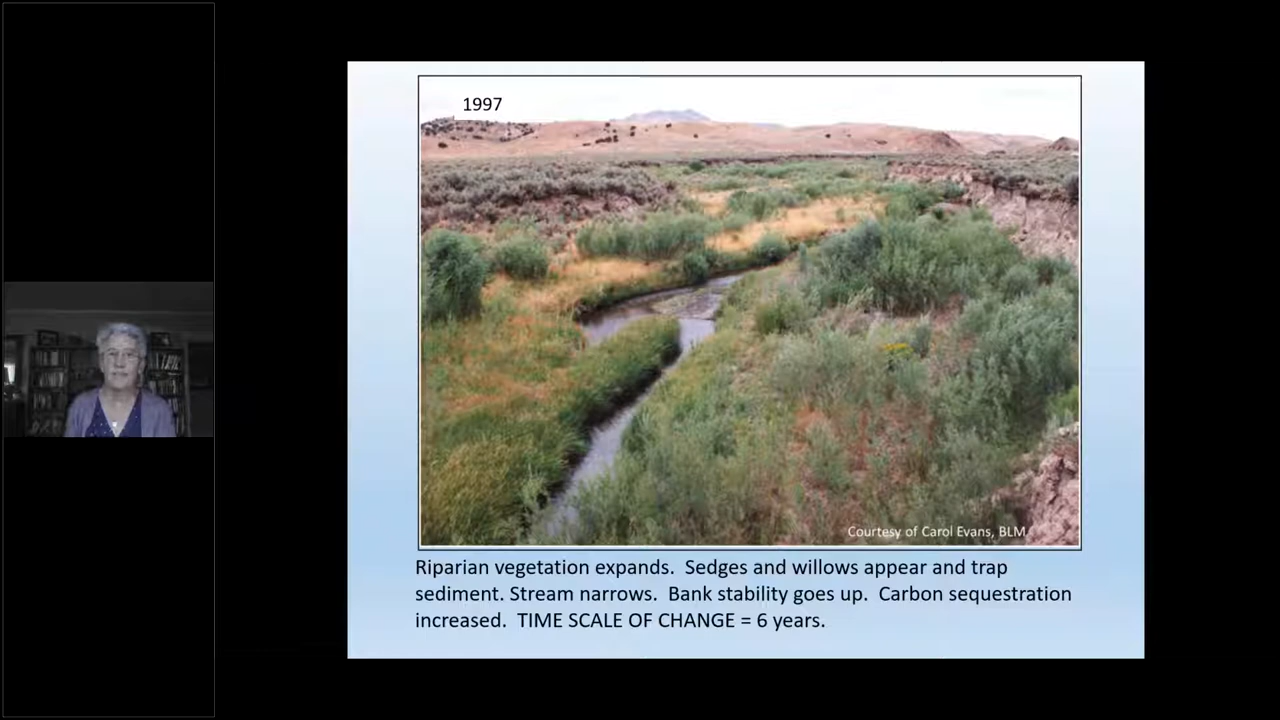 1997
Courtesy of Carol Evans, BLM
Riparian vegetation expands.  Sedges and willows appear and trap
sediment. Stream narrows.  Bank stability goes up.  Carbon sequestration
increased.  TIME SCALE OF CHANGE = 6 years.